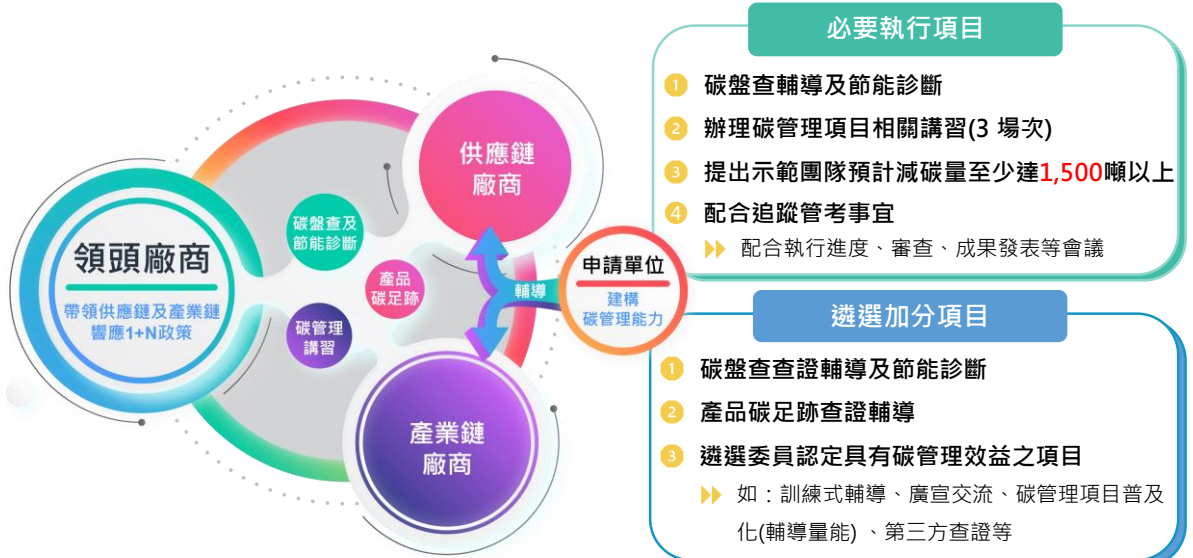 領頭廠商
帶領供應鏈及產業鏈
響應1+N政策
碳盤查及
節能診斷
產品
碳足跡
碳管理
講習
供應鏈
廠商
產業鏈
廠商
輔導
申請單位
建構
碳管理能力
必要執行項目
1 碳盤查輔導及節能診斷
2 辦理碳管理項目相關講習(3 場次)
3 提出示範團隊預計減碳量至少達1,500噸以上
4 配合追蹤管考事宜
配合執行進度、審查、成果發表等會議
遴選加分項目
1 碳盤查查證輔導及節能診斷
2 產品碳足跡查證輔導
3 遴選委員認定具有碳管理效益之項目
如：訓練式輔導、廣宣交流、碳管理項目普及
化(輔導量能) 、第三方查證等